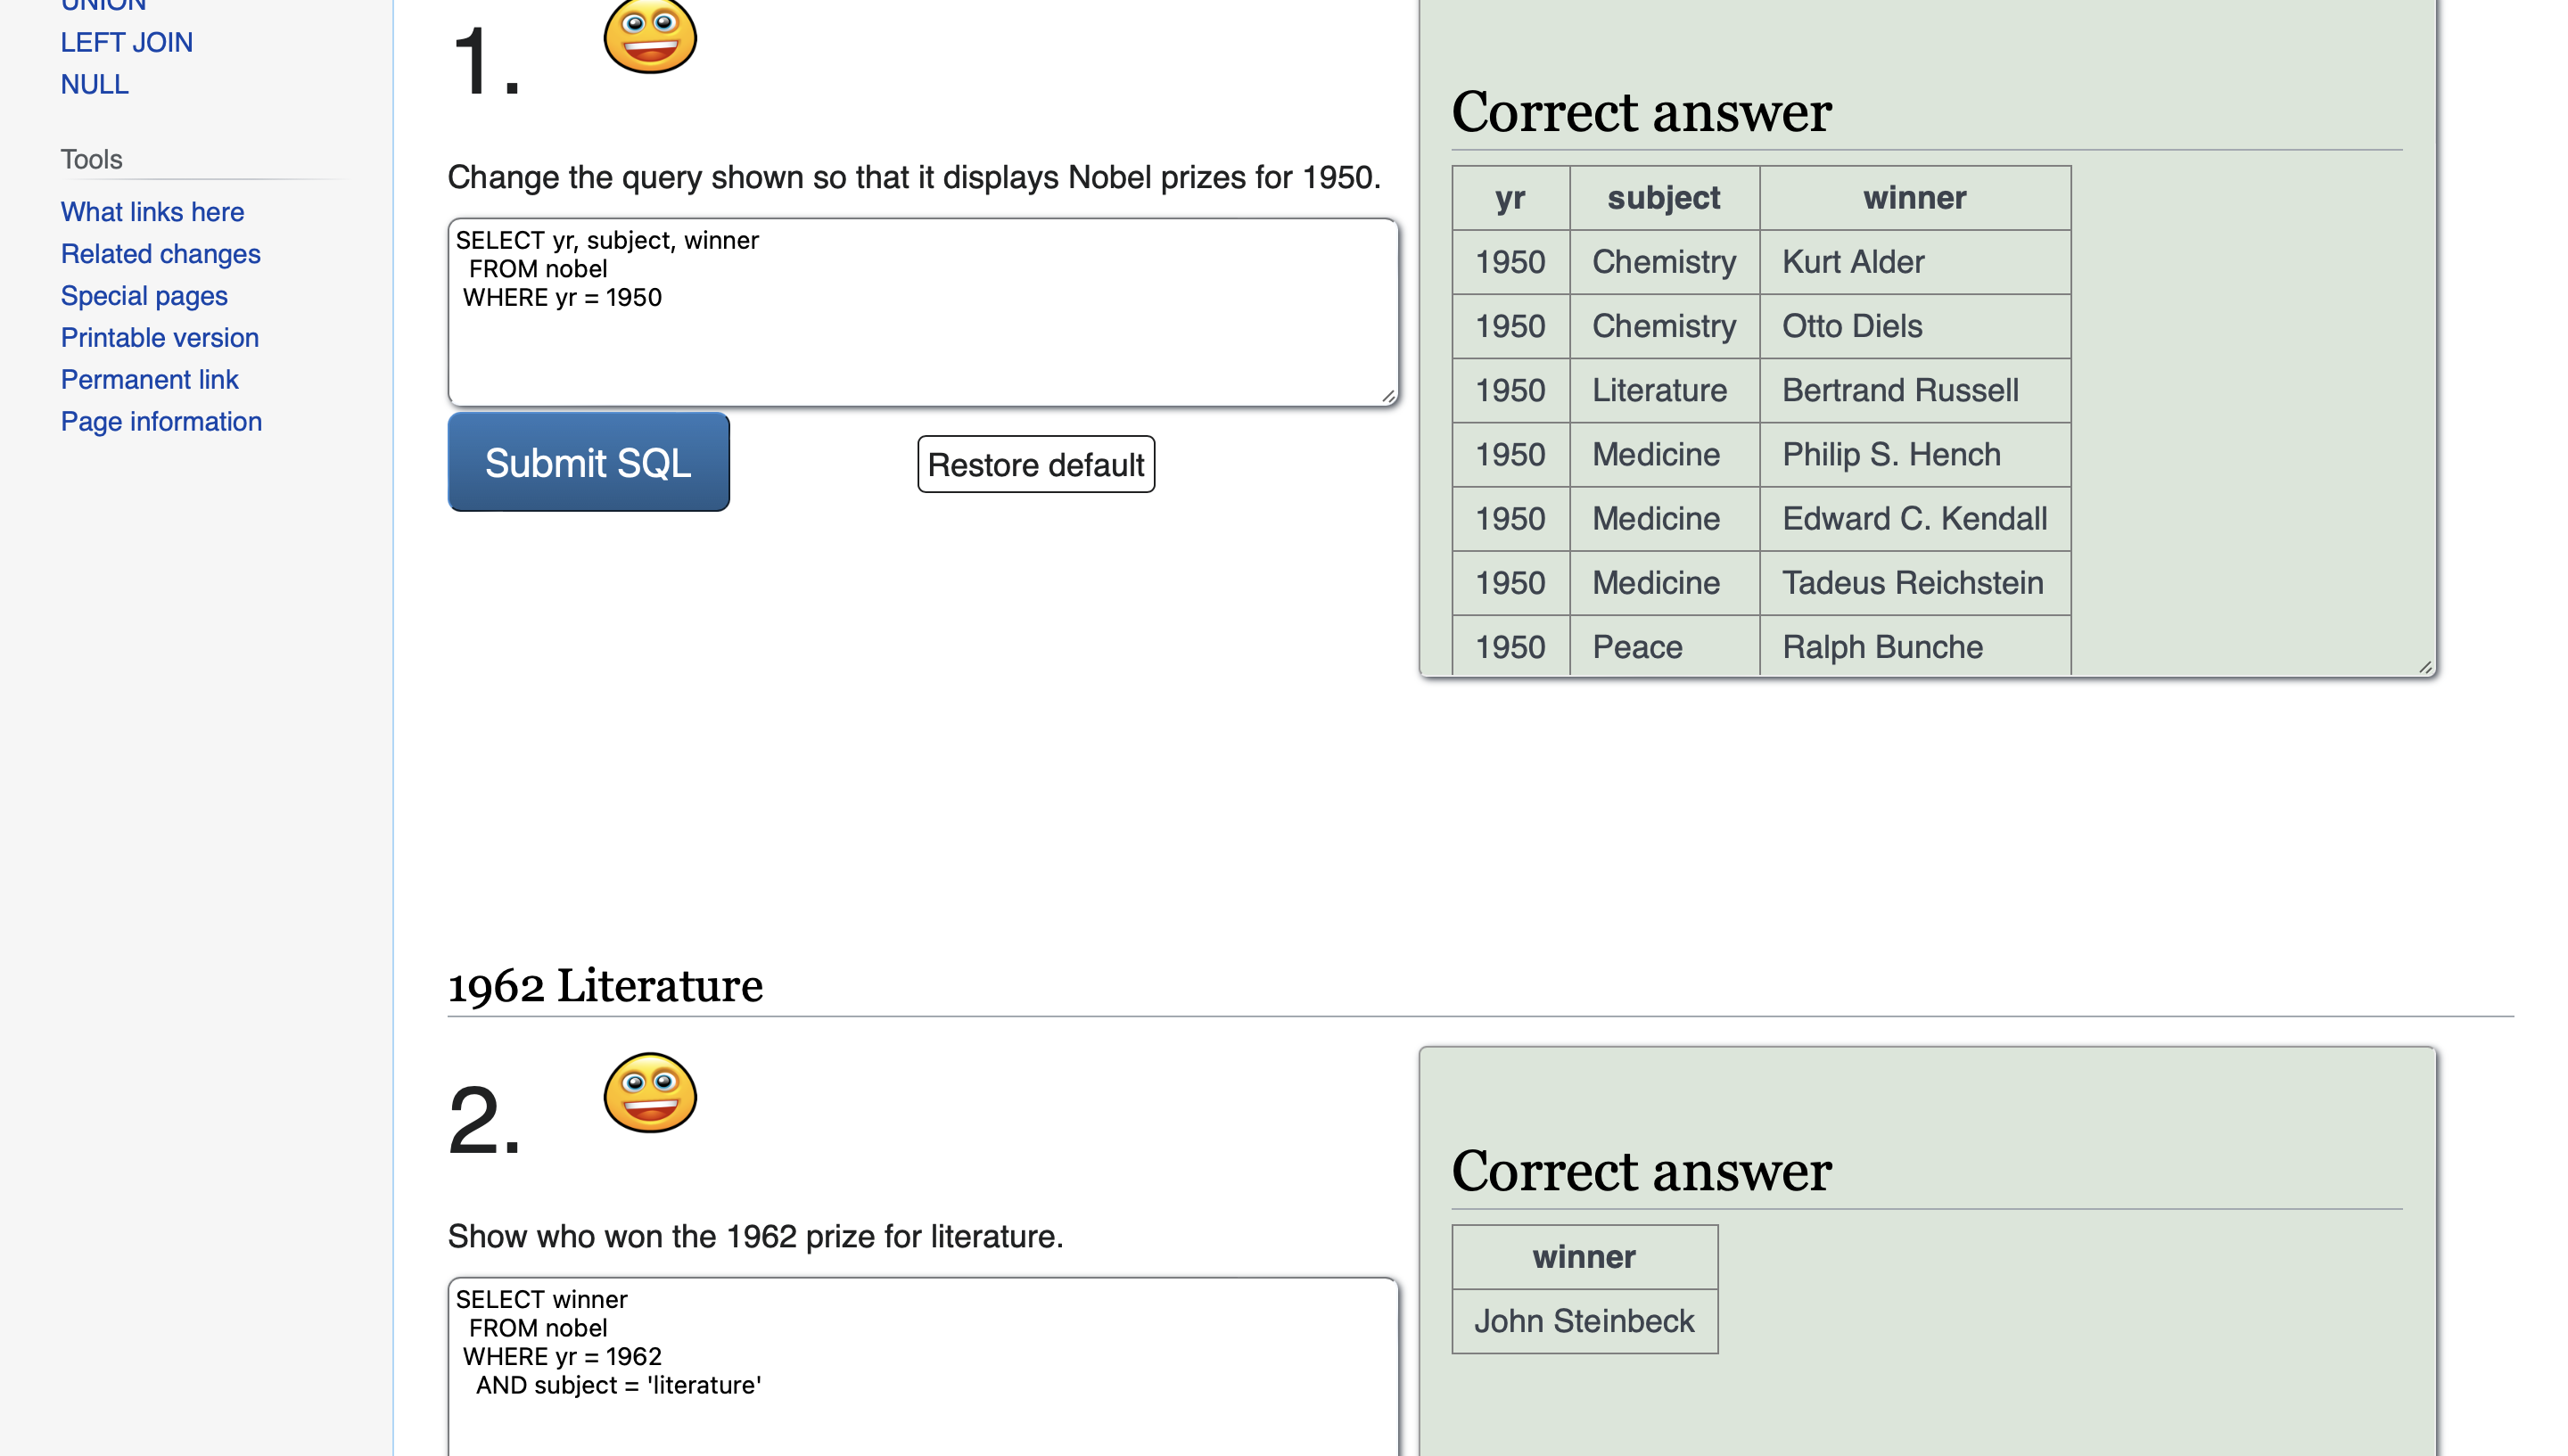 UNION
LEFT JOIN
NULL
Tools
What links here
Related changes
Special pages
Printable version
Permanent link
Page information
1.
Change the query shown so that it displays Nobel prizes for 1950.
SELECT yr, subject, winner
FROM nobel
WHERE yr = 1950
Submit SQL
Restore default
Correct answer
yr subject winner
1950 Chemistry Kurt Alder
1950 Chemistry Otto Diels
1950 Literature Bertrand Russell
1950 Medicine Philip S. Hench
1950 Medicine Edward C. Kendall
1950 Medicine Tadeus Reichstein
1950 Peace Ralph Bunche
1962 Literature
2.
Show who won the 1962 prize for literature.
SELECT winner
FROM nobel
WHERE yr = 1962
AND subject = 'literature'
Correct answer
winner
John Steinbeck